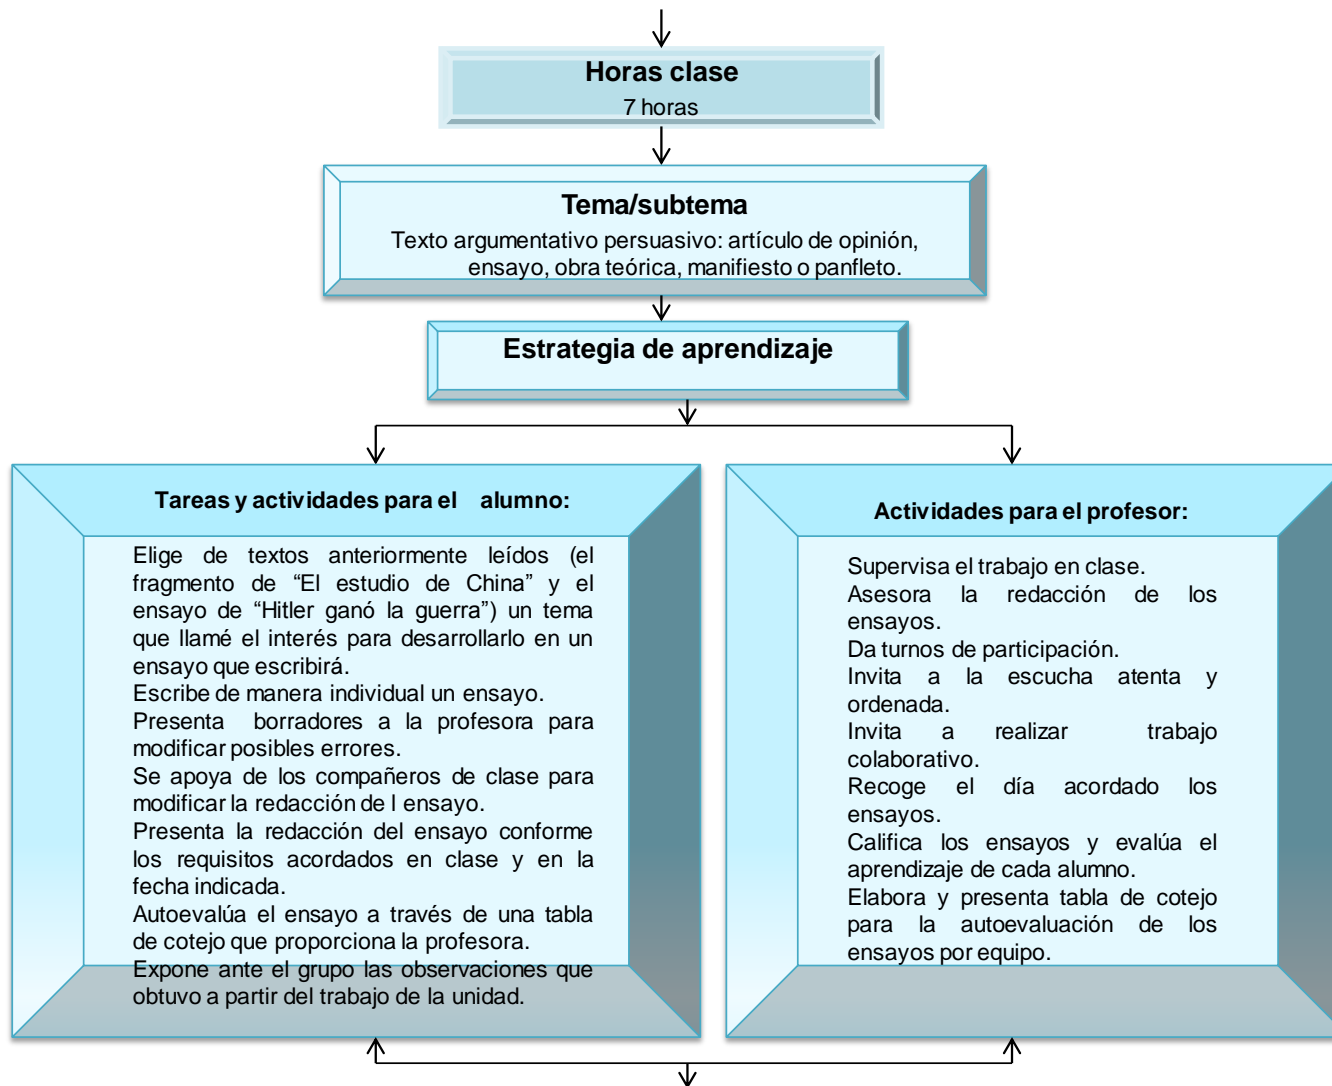 Horas clase
7 horas
Tema/subtema
Texto argumentativo persuasivo: artículo de opinión,
ensayo, obra teórica, manifiesto o panfleto.
Estrategia de aprendizaje
Tareas y actividades para el alumno:
Elige de textos anteriormente leídos (el
fragmento de “El estudio de China” y el
ensayo de “Hitler ganó la guerra”) un tema
que llamé el interés para desarrollarlo en un
ensayo que escribirá.
Escribe de manera individual un ensayo.
Presenta borradores a la profesora para
modificar posibles errores.
Se apoya de los compañeros de clase para
modificar la redacción de l ensayo.
Presenta la redacción del ensayo conforme
los requisitos acordados en clase y en la
fecha indicada.
Autoevalúa el ensayo a través de una tabla
de cotejo que proporciona la profesora.
Expone ante el grupo las observaciones que
obtuvo a partir del trabajo de la unidad.
Actividades para el profesor:
Supervisa el trabajo en clase.
Asesora la redacción de los
ensayos.
Da turnos de participación.
Invita a la escucha atenta y
ordenada.
Invita a realizar trabajo
colaborativo.
Recoge el día acordado los
ensayos.
Califica los ensayos y evalúa el
aprendizaje de cada alumno.
Elabora y presenta tabla de cotejo
para la autoevaluación de los
ensayos por equipo.